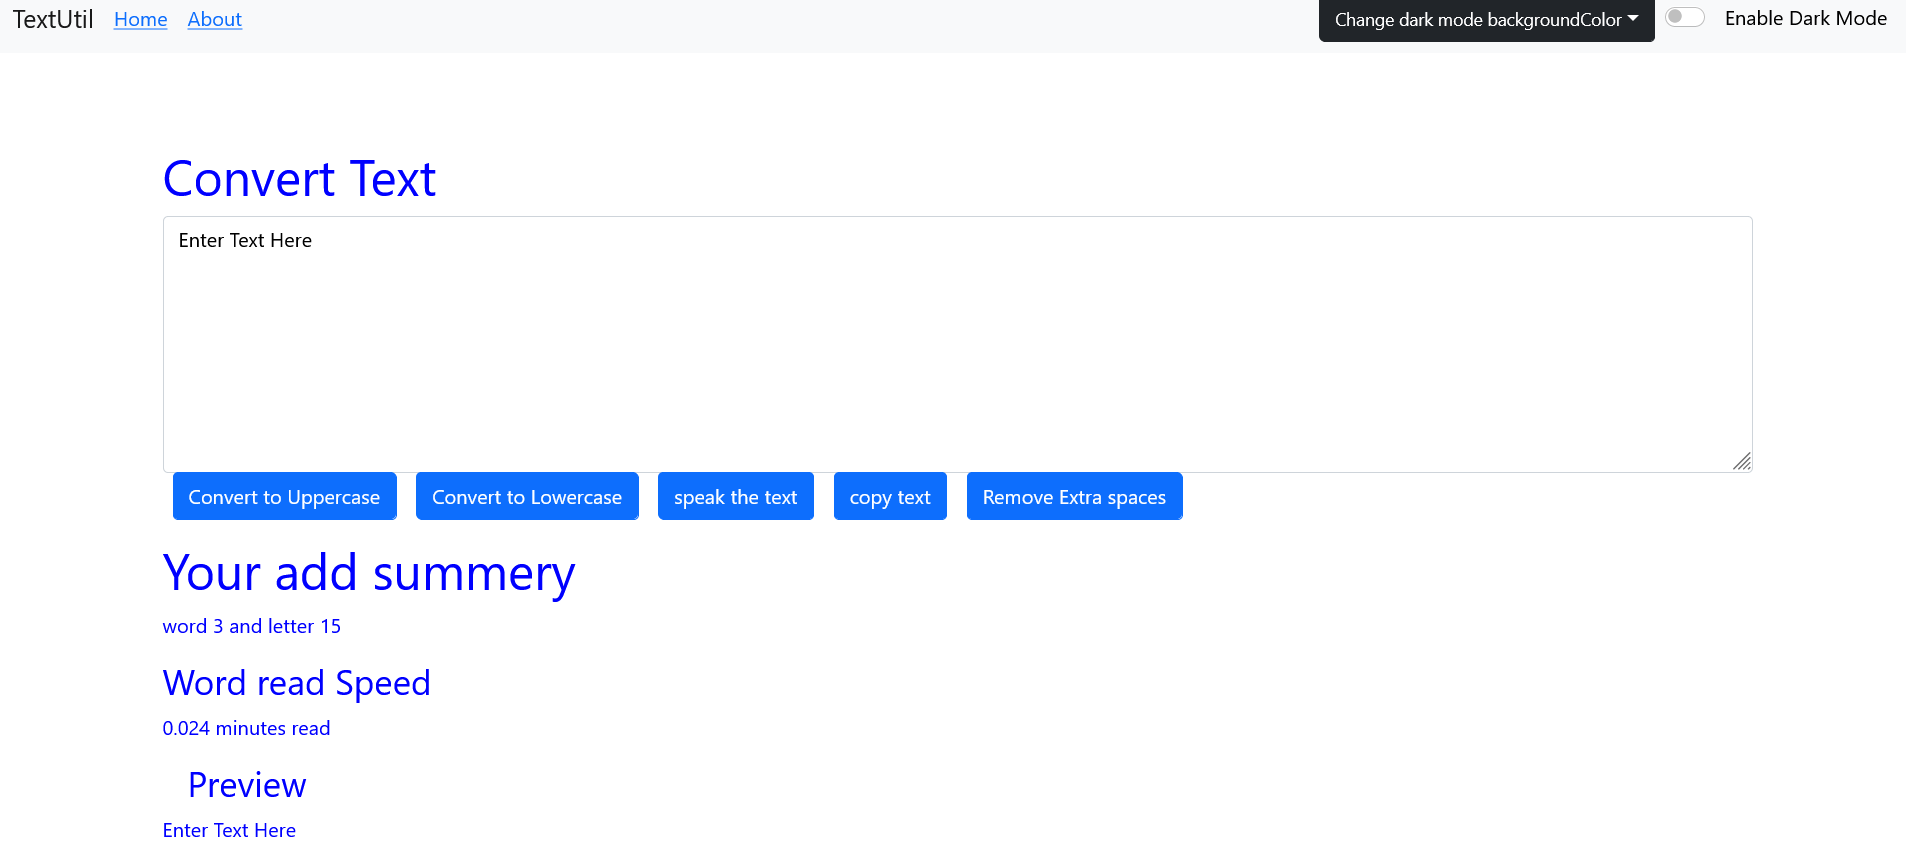 TextUtil Home About Change dark mode backgroundColor Enable Dark Mode
Convert Text
Enter Text Here
Convert to Uppercase Convert to Lowercase speak the text copy text Remove Extra spaces
Your add summery
word 3 and letter 15
Word read Speed
0.024 minutes read
Preview
Enter Text Here